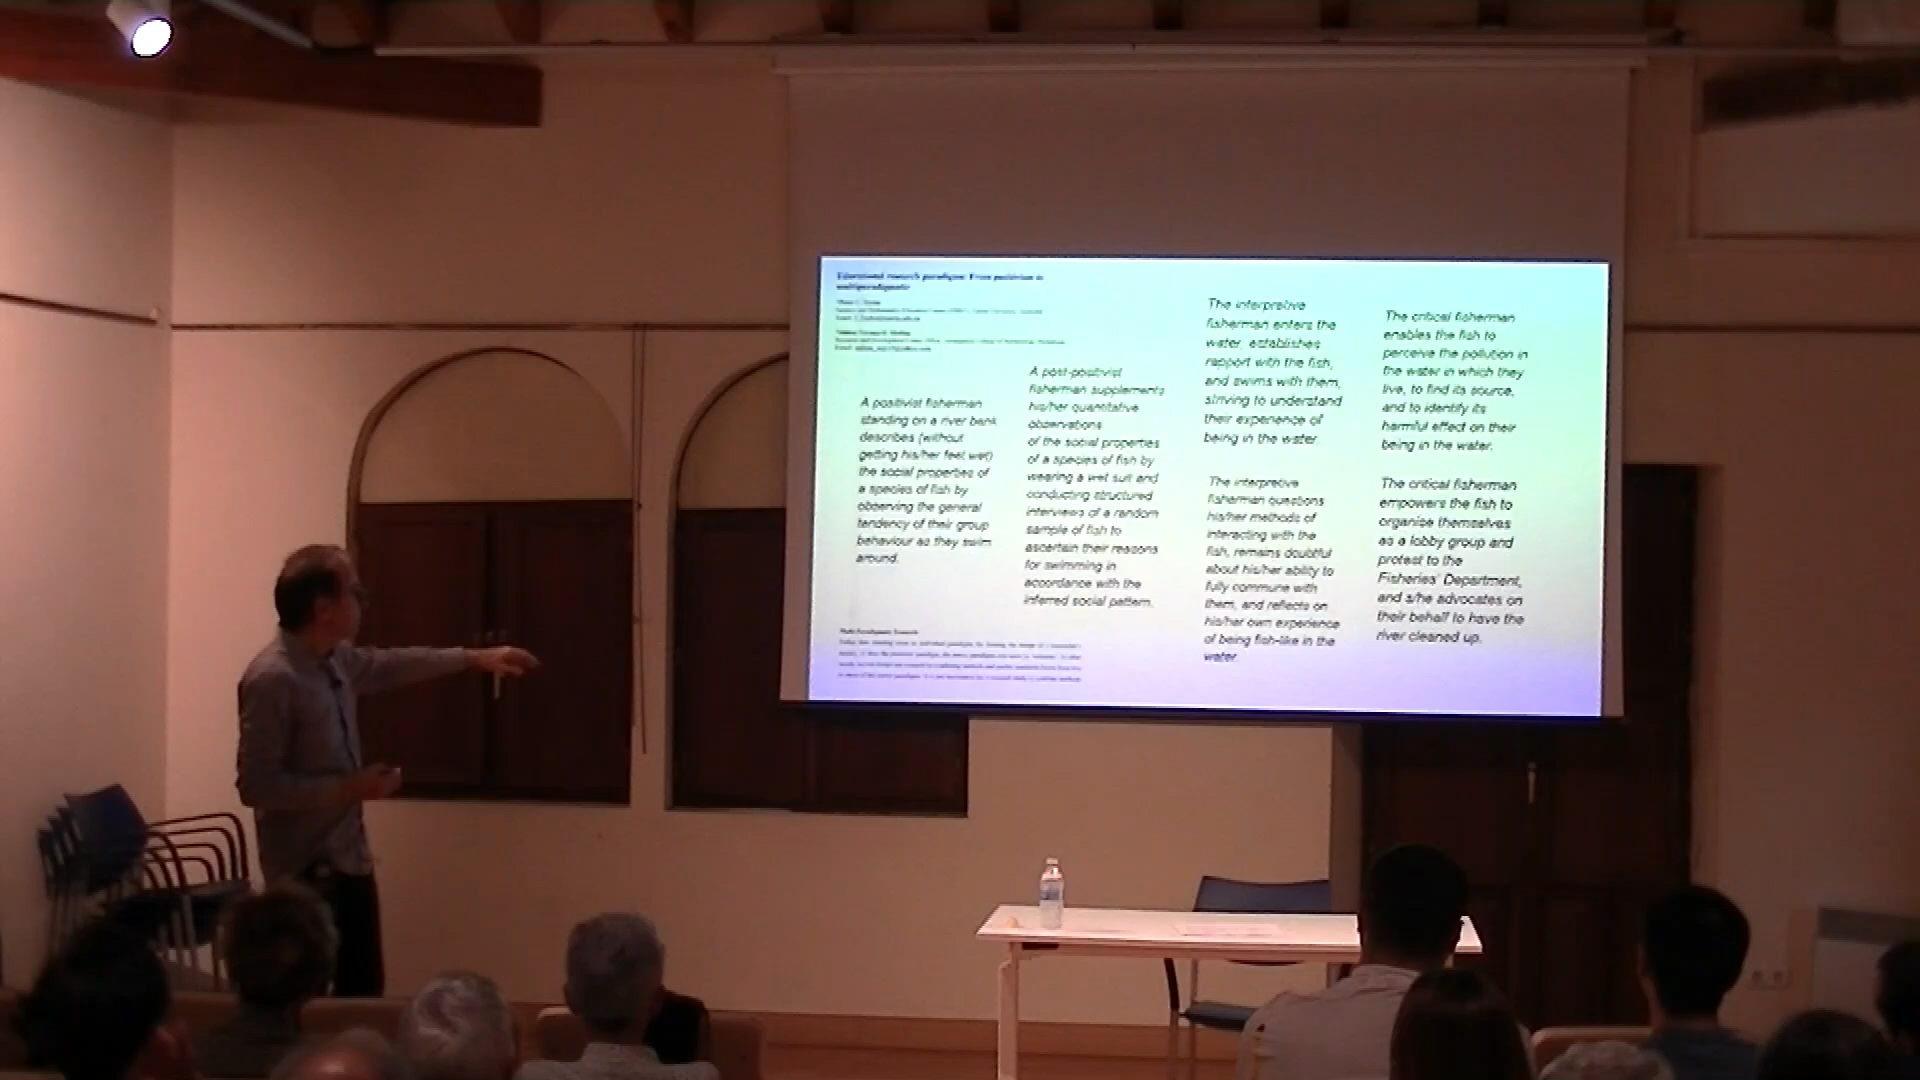 Educational research paradigms: From positivism to
multiparadigmatic
A positivist fisherman
standing on a river bank
describes (without
getting his/her feet wet)
the social properties of
a species of fish by
observing the general
tendency of their group
behaviour as they swim
around.
A post-positivist
fisherman supplements
his/her quantitative
observations
of the social properties
of a species of fish by
wearing a wet suit and
conducting structured
interviews of a random
sample of fish to
ascertain their reasons
for swimming in
accordance with the
inferred social pattern.
The interpretive
fisherman enters the
water, establishes
rapport with the fish,
and swims with them,
striving to understand
their experience of
being in the water.
The interpretive
fisherman questions
his/her methods of
interacting with the
fish, remains doubtful
about his/her ability to
fully commune with
them, and reflects on
his/her own experience
of being fish-like in the
water.
The critical fisherman
enables the fish to
perceive the pollution in
the water in which they
live, to find its source,
and to identify its
harmful effect on their
being in the water.
The critical fisherman
empowers the fish to
organise themselves
as a lobby group and
protest to the
Fisheries' Department,
and s/he advocates on
their behalf to have the
river cleaned up.